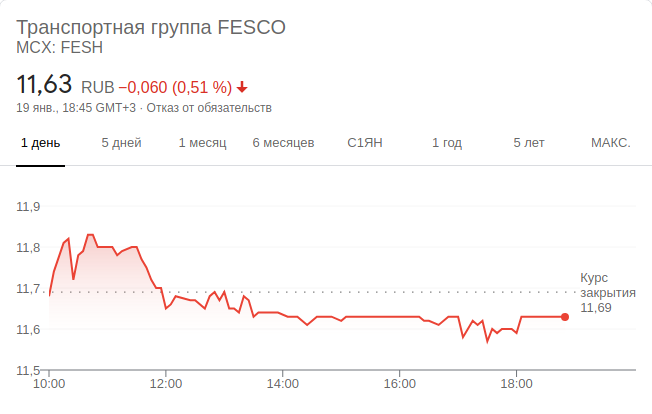 Транспортная группа FESCO
MCX: FESH
11,63 RUB −0,060 (0,51 %)
19 янв., 18:45 GMT+3 · Отказ от обязательств
1 день 5 дней 1 месяц 6 месяцев С1ЯН 1 год 5 лет МАКС.
11,9
11,8
11,7
11,6
11,5
Курс
закрытия
11,69
10:00 12:00 14:00 16:00 18:00